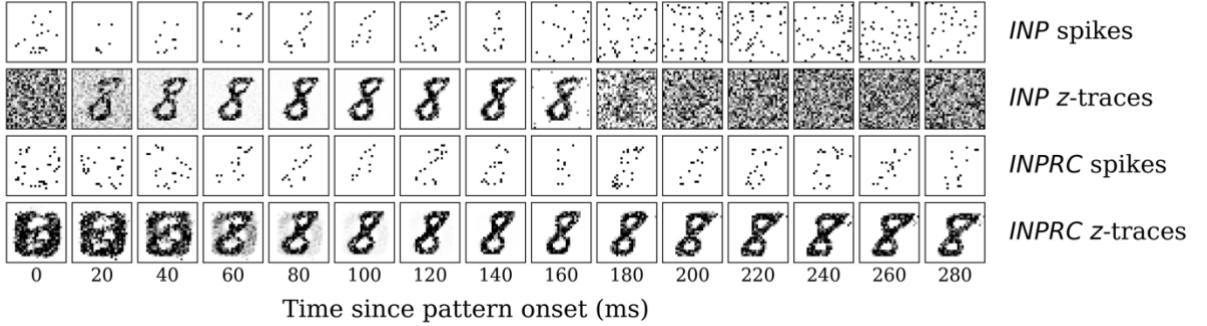 INP spikes
INP z-traces
INPRC spikes
INPRC z-traces
0 20 40 60 80 100 120 140 160 180 200 220 240 260 280
Time since pattern onset (ms)